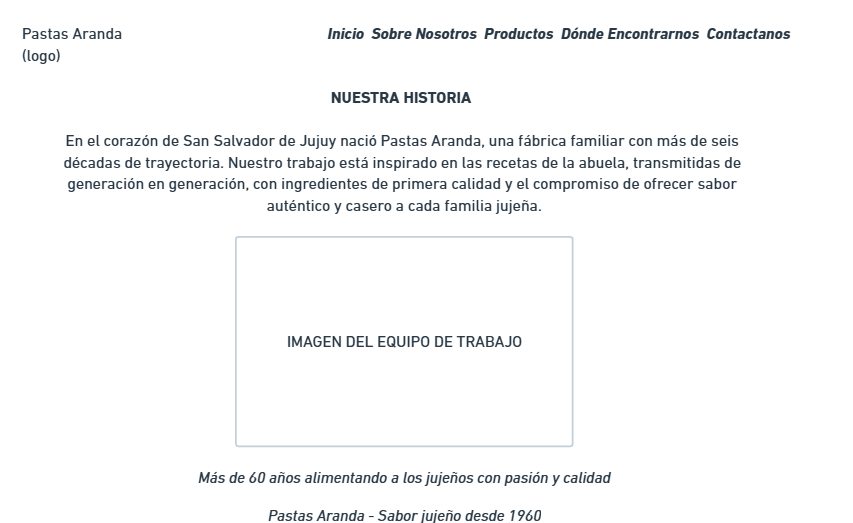 Pastas Aranda
(logo)
Inicio Sobre Nosotros Productos Dónde Encontrarnos Contactanos
NUESTRA HISTORIA
En el corazón de San Salvador de Jujuy nació Pastas Aranda, una fábrica familiar con más de seis
décadas de trayectoria. Nuestro trabajo está inspirado en las recetas de la abuela, transmitidas de
generación en generación, con ingredientes de primera calidad y el compromiso de ofrecer sabor
auténtico y casero a cada familia jujeña.
IMAGEN DEL EQUIPO DE TRABAJO
Más de 60 años alimentando a los jujeños con pasión y calidad
Pastas Aranda - Sabor jujeño desde 1960